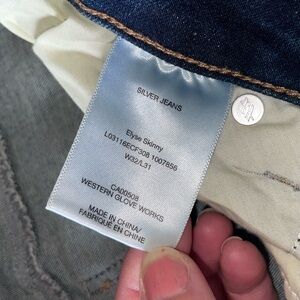 SILVER JEANS
Elyse Skinny
L03116ECF308 1007856
W32/L31
CA00508
WESTERN GLOVE WORKS
MADE IN CHINA/
FABRIQUÉ EN CHINE